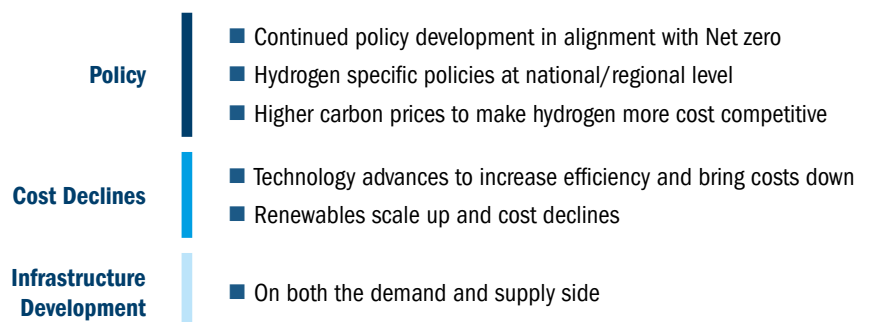 Policy
Continued policy development in alignment with Net zero
Hydrogen specific policies at national/regional level
Higher carbon prices to make hydrogen more cost competitive
Cost Declines
Technology advances to increase efficiency and bring costs down
Renewables scale up and cost declines
Infrastructure
Development
On both the demand and supply side